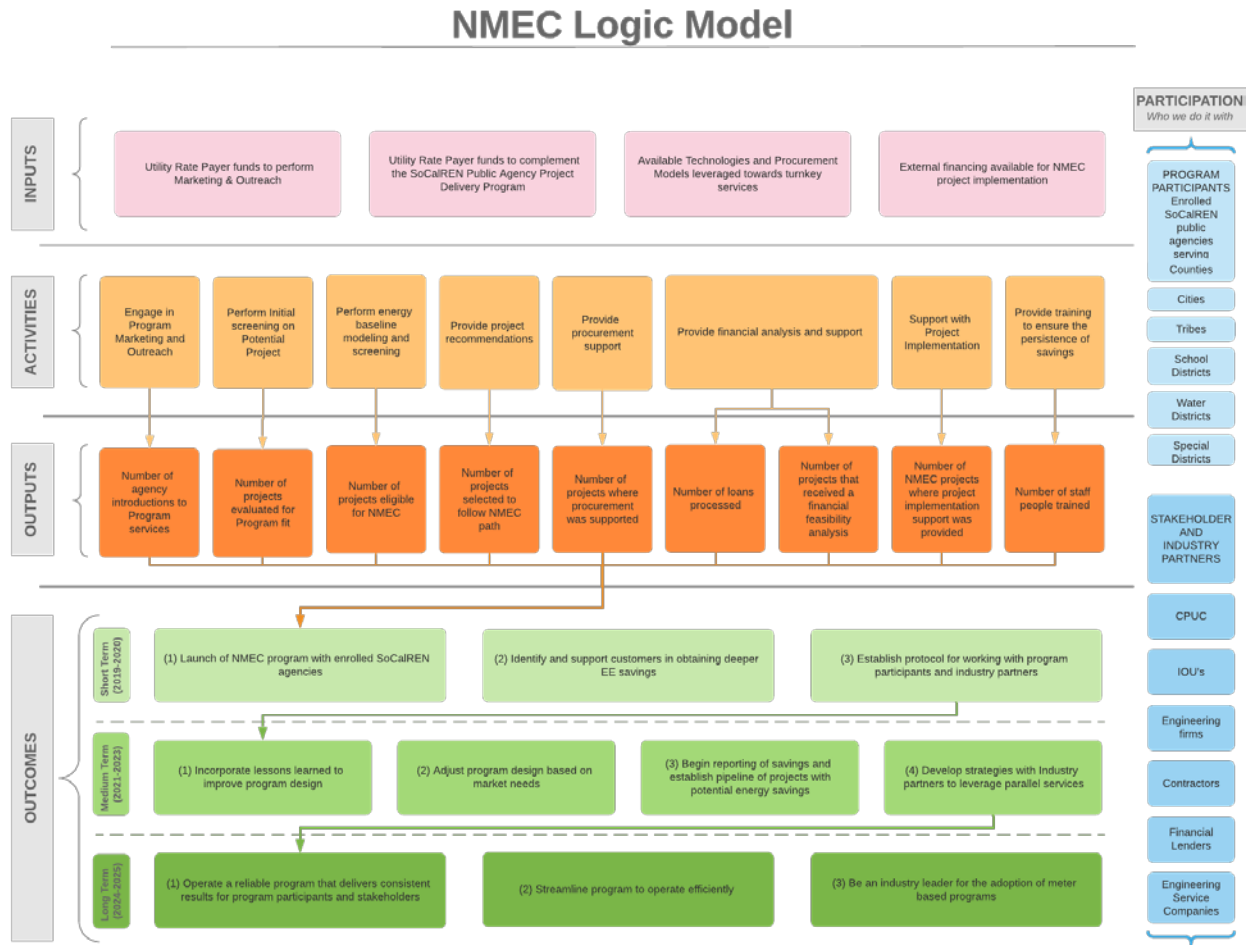 NMEC Logic Model
INPUTS
Utility Rate Payer funds to perform
Marketing & Outreach
Utility Rate Payer funds to complement
the SoCalREN Public Agency Project
Delivery Program
Available Technologies and Procurement
Models leveraged towards turnkey
services
External financing available for NMEC
project implementation
ACTIVITIES
Engage in
Program
Marketing and
Outreach
Perform Initial
screening on
Potential
Project
Perform energy
baseline
modeling and
screening
Provide project
recommendations
Provide
procurement
support
Provide financial analysis and support
Support with
Project
Implementation
Provide training
to ensure the
persistence of
savings
OUTPUTS
Number of
agency
introductions to
Program
services
Number of
projects
evaluated for
Program fit
Number of
projects eligible
for NMEC
Number of
projects
selected to
follow NMEC
path
Number of
projects where
procurement
was supported
Number of loans
processed
Number of
projects that
received a
financial
feasibility
analysis
Number of
NMEC projects
where project
implementation
support was
provided
Number of staff
people trained
OUTCOMES
Short Term
(2019-2020)
(1) Launch of NMEC program with enrolled SoCalREN
agencies
(2) Identify and support customers in obtaining deeper
EE savings
(3) Establish protocol for working with program
participants and industry partners
Medium Term
(2021-2023)
(1) Incorporate lessons learned to
improve program design
(2) Adjust program design based on
market needs
(3) Begin reporting of savings and
establish pipeline of projects with
potential energy savings
(4) Develop strategies with Industry
partners to leverage parallel services
Long Term
(2024-2025)
(1) Operate a reliable program that delivers consistent
results for program participants and stakeholders
(2) Streamline program to operate efficiently
(3) Be an industry leader for the adoption of meter
based programs
PARTICIPATION
Who we do it with
PROGRAM
PARTICIPANTS
Enrolled
SoCalREN
public
agencies
serving
Counties
Cities
Tribes
School
Districts
Water
Districts
Special
Districts
STAKEHOLDER
AND
INDUSTRY
PARTNERS
CPUC
IOU's
Engineering
firms
Contractors
Financial
Lenders
Engineering
Service
Companies